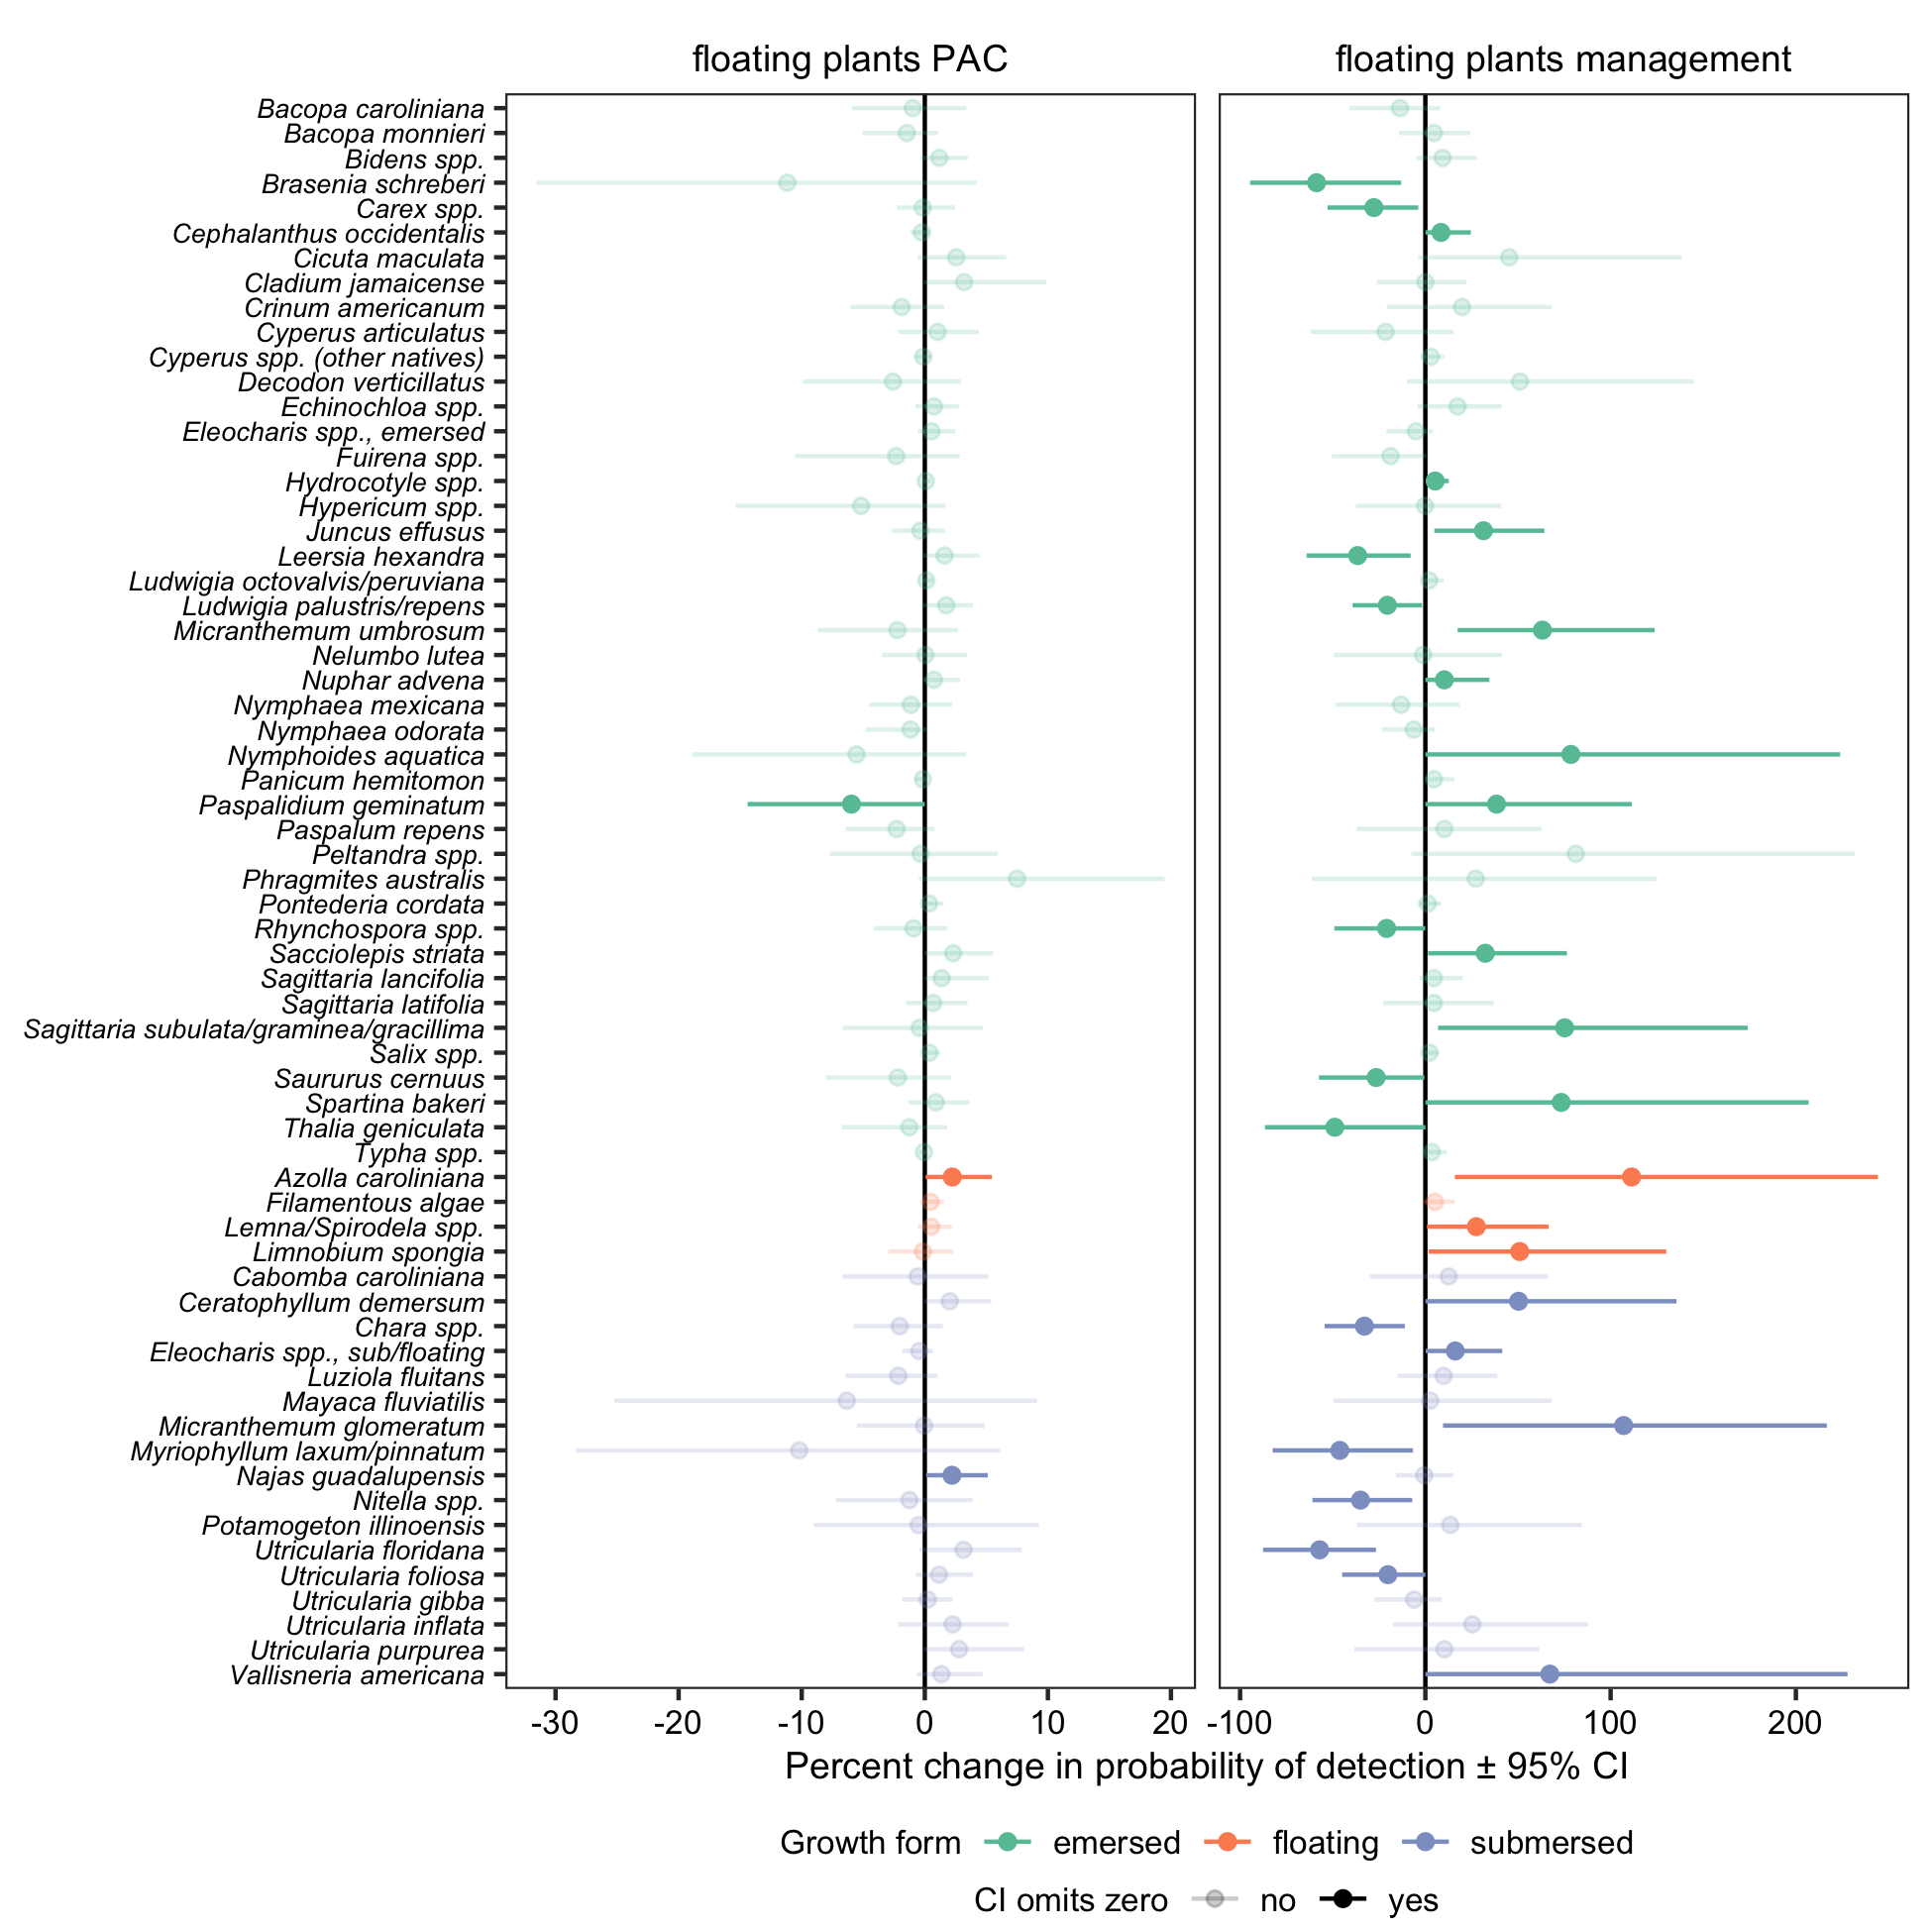 floating plants PAC
floating plants management
Bacopa caroliniana
Bacopa monnieri
Bidens spp.
Brasenia schreberi
Carex spp.
Cephalanthus occidentalis
Cicuta maculata
Cladium jamaicense
Crinum americanum
Cyperus articulatus
Cyperus spp. (other natives)
Decodon verticillatus
Echinochloa spp.
Eleocharis spp., emersed
Fuirena spp.
Hydrocotyle spp.
Hypericum spp.
Juncus effusus
Leersia hexandra
Ludwigia octovalvis/peruviana
Ludwigia palustris/repens
Micranthemum umbrosum
Nelumbo lutea
Nuphar advena
Nymphaea mexicana
Nymphaea odorata
Nymphoides aquatica
Panicum hemitomon
Paspalidium geminatum
Paspalum repens
Peltandra spp.
Phragmites australis
Pontederia cordata
Rhynchospora spp.
Sacciolepis striata
Sagittaria lancifolia
Sagittaria latifolia
Sagittaria subulata/graminea/gracillima
Salix spp.
Saururus cernuus
Spartina bakeri
Thalia geniculata
Typha spp.
Azolla caroliniana
Filamentous algae
Lemna/Spirodela spp.
Limnobium spongia
Cabomba caroliniana
Ceratophyllum demersum
Chara spp.
Eleocharis spp., sub/floating
Luziola fluitans
Mayaca fluviatilis
Micranthemum glomeratum
Myriophyllum laxum/pinnatum
Najas guadalupensis
Nitella spp.
Potamogeton illinoensis
Utricularia floridana
Utricularia foliosa
Utricularia gibba
Utricularia inflata
Utricularia purpurea
Vallisneria americana
-30 -20 -10 0 10 20
-100 0 100 200
Percent change in probability of detection ± 95% CI
Growth form emersed floating submersed
CI omits zero no yes